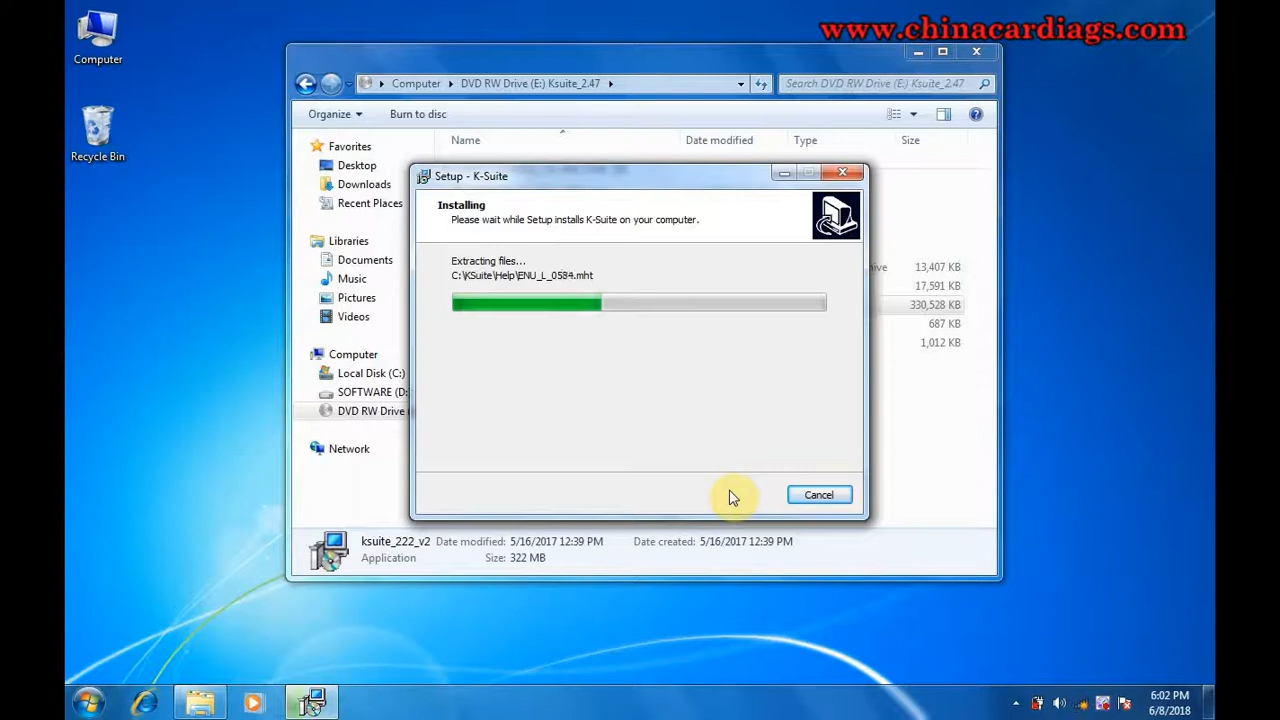 www.chinacardiags.com
Computer
Recycle Bin
Computer
DVD RW Drive (E:) Ksuite_2.47
Search DVD RW Drive (E:) Ksuite_2.47
Organize
Burn to disc
Name
Date modified
Type
Size
Favorites
Desktop
Downloads
Recent Places
Libraries
Documents
Music
Pictures
Videos
Computer
Local Disk (C:)
SOFTWARE (D:
DVD RW Drive
Network
Setup - K-Suite
Installing
Please wait while Setup installs K-Suite on your computer.
Extracting files...
C:\KSuite\Help\ENU_L_0584.mht
Cancel
13,407 KB
17,591 KB
330,528 KB
687 KB
1,012 KB
ksuite_222_v2 Date modified: 5/16/2017 12:39 PM Date created: 5/16/2017 12:39 PM
Application Size: 322 MB
6:02 PM
6/8/2018